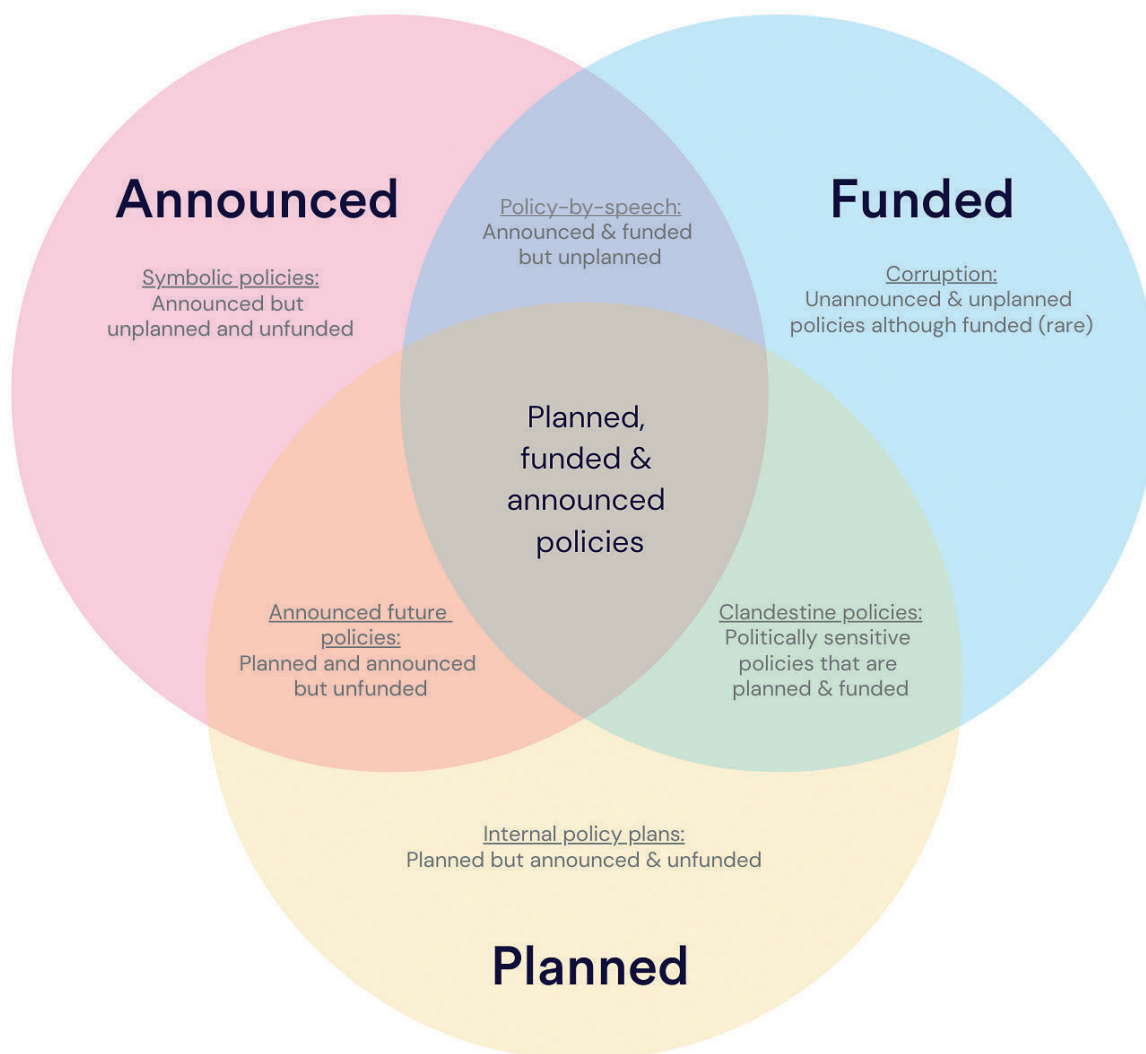 Announced
Symbolic policies:
Announced but
unplanned and unfunded
Policy-by-speech:
Announced & funded
but unplanned
Funded
Corruption:
Unannounced & unplanned
policies although funded (rare)
Planned,
funded &
announced
policies
Announced future
policies:
Planned and announced
but unfunded
Clandestine policies:
Politically sensitive
policies that are
planned & funded
Internal policy plans:
Planned but announced & unfunded
Planned